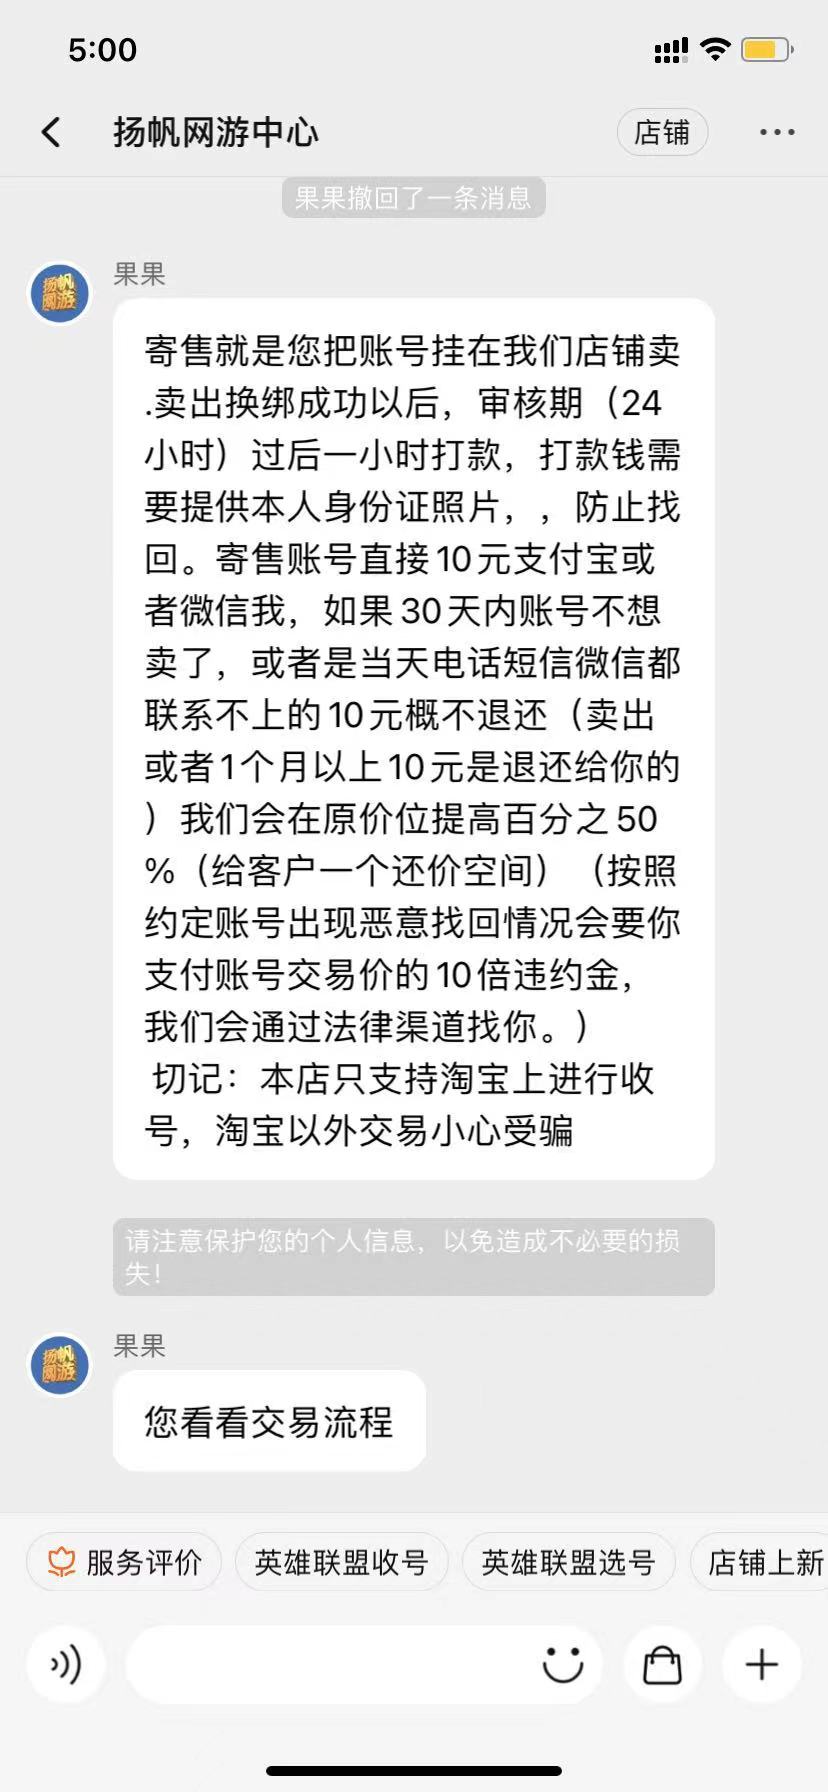 5:00
扬帆网游中心
店铺
果果撤回了一条消息
果果
扬帆
网游
寄售就是您把账号挂在我们店铺卖
.卖出换绑成功以后，审核期（24
小时）过后一小时打款，打款钱需
要提供本人身份证照片，，防止找
回。寄售账号直接10元支付宝或
者微信我，如果30天内账号不想
卖了，或者是当天电话短信微信都
联系不上的10元概不退还（卖出
或者1个月以上10元是退还给你的
）我们会在原价位提高百分之50
%（给客户一个还价空间）（按照
约定账号出现恶意找回情况会要你
支付账号交易价的10倍违约金，
我们会通过法律渠道找你。）
切记：本店只支持淘宝上进行收
号，淘宝以外交易小心受骗
请注意保护您的个人信息，以免造成不必要的损
失！
果果
扬帆
网游
您看看交易流程
服务评价
英雄联盟收号
英雄联盟选号
店铺上新